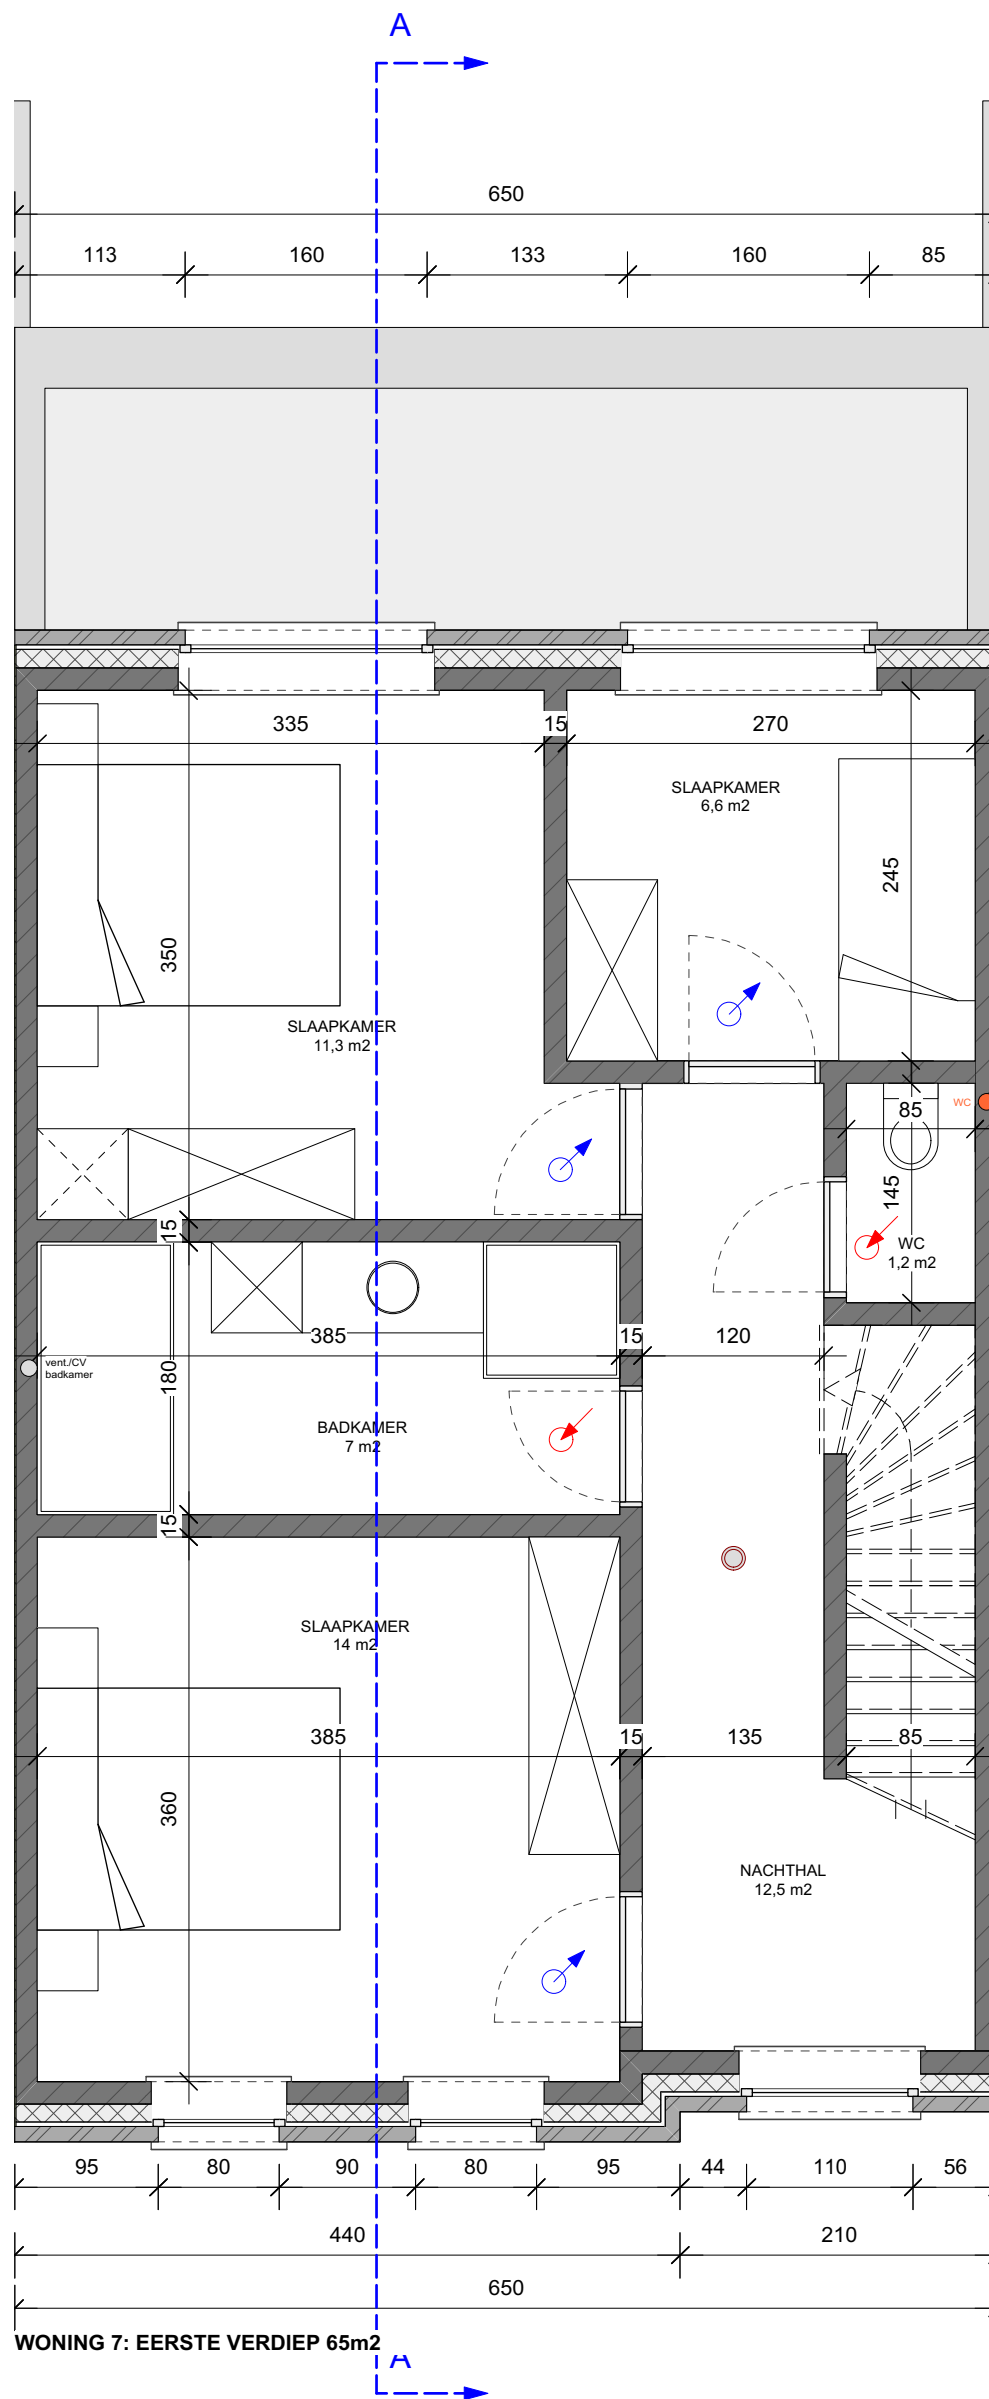 A
650
113 160 133 160 85
335 15 270
SLAAPKAMER
6,6 m2
245
350
SLAAPKAMER
11,3 m2
WC
85
145
WC
1,2 m2
15
385 15 120
vent./CV
badkamer
180
BADKAMER
7 m2
15
SLAAPKAMER
14 m2
385 15 135 85
360
NACHTHAL
12,5 m2
95 80 90 80 95 44 110 56
440 210
650
WONING 7: EERSTE VERDIEP 65m2
A